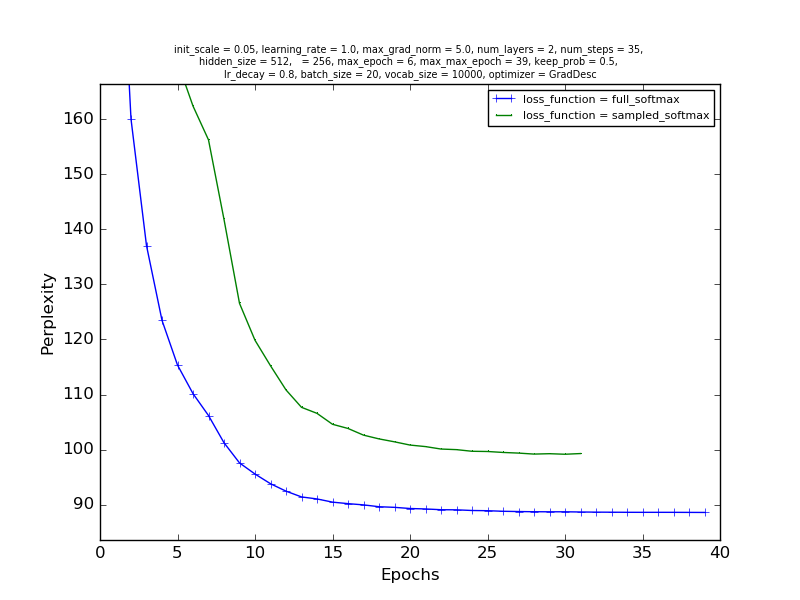 init_scale = 0.05, learning_rate = 1.0, max_grad_norm = 5.0, num_layers = 2, num_steps = 35,
hidden_size = 512,   = 256, max_epoch = 6, max_max_epoch = 39, keep_prob = 0.5,
lr_decay = 0.8, batch_size = 20, vocab_size = 10000, optimizer = GradDesc
loss_function = full_softmax
loss_function = sampled_softmax
160
150
140
130
120
110
100
90
Perplexity
0 5 10 15 20 25 30 35 40
Epochs